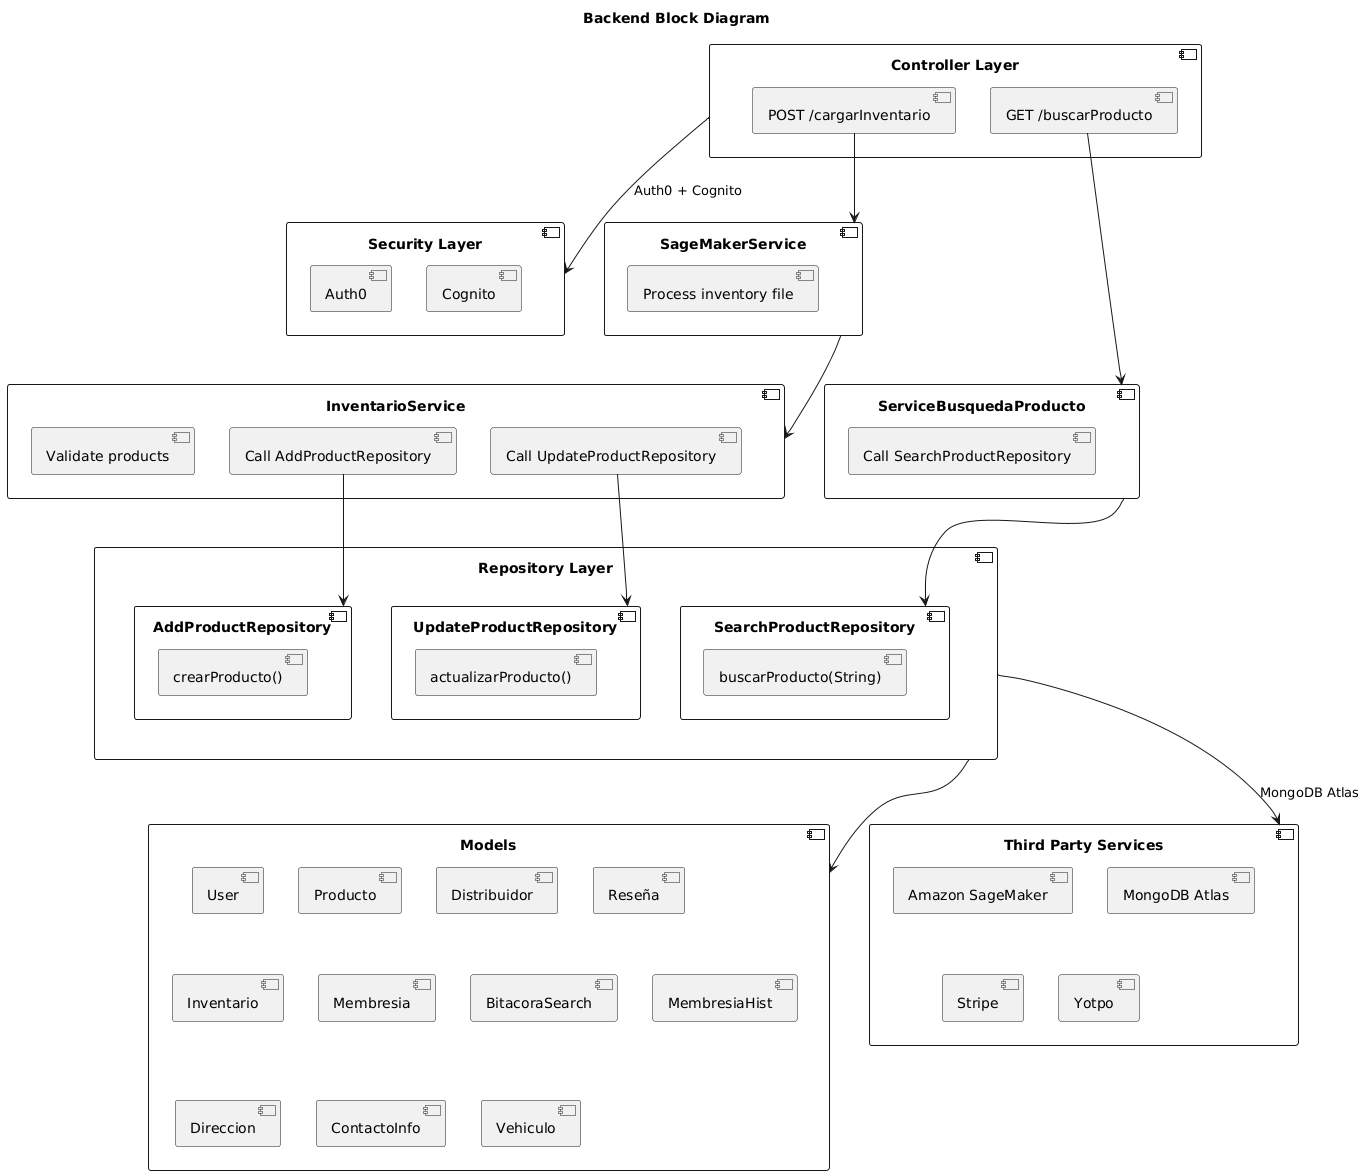 Backend Block Diagram
Controller Layer
POST /cargarInventario
GET /buscarProducto
Auth0 + Cognito
Security Layer
Auth0
Cognito
SageMakerService
Process inventory file
InventarioService
Validate products
Call AddProductRepository
Call UpdateProductRepository
ServiceBusquedaProducto
Call SearchProductRepository
Repository Layer
AddProductRepository
crearProducto()
UpdateProductRepository
actualizarProducto()
SearchProductRepository
buscarProducto(String)
MongoDB Atlas
Models
User
Producto
Distribuidor
Reseña
Inventario
Membresia
BitacoraSearch
MembresiaHist
Direccion
ContactoInfo
Vehiculo
Third Party Services
Amazon SageMaker
MongoDB Atlas
Stripe
Yotpo